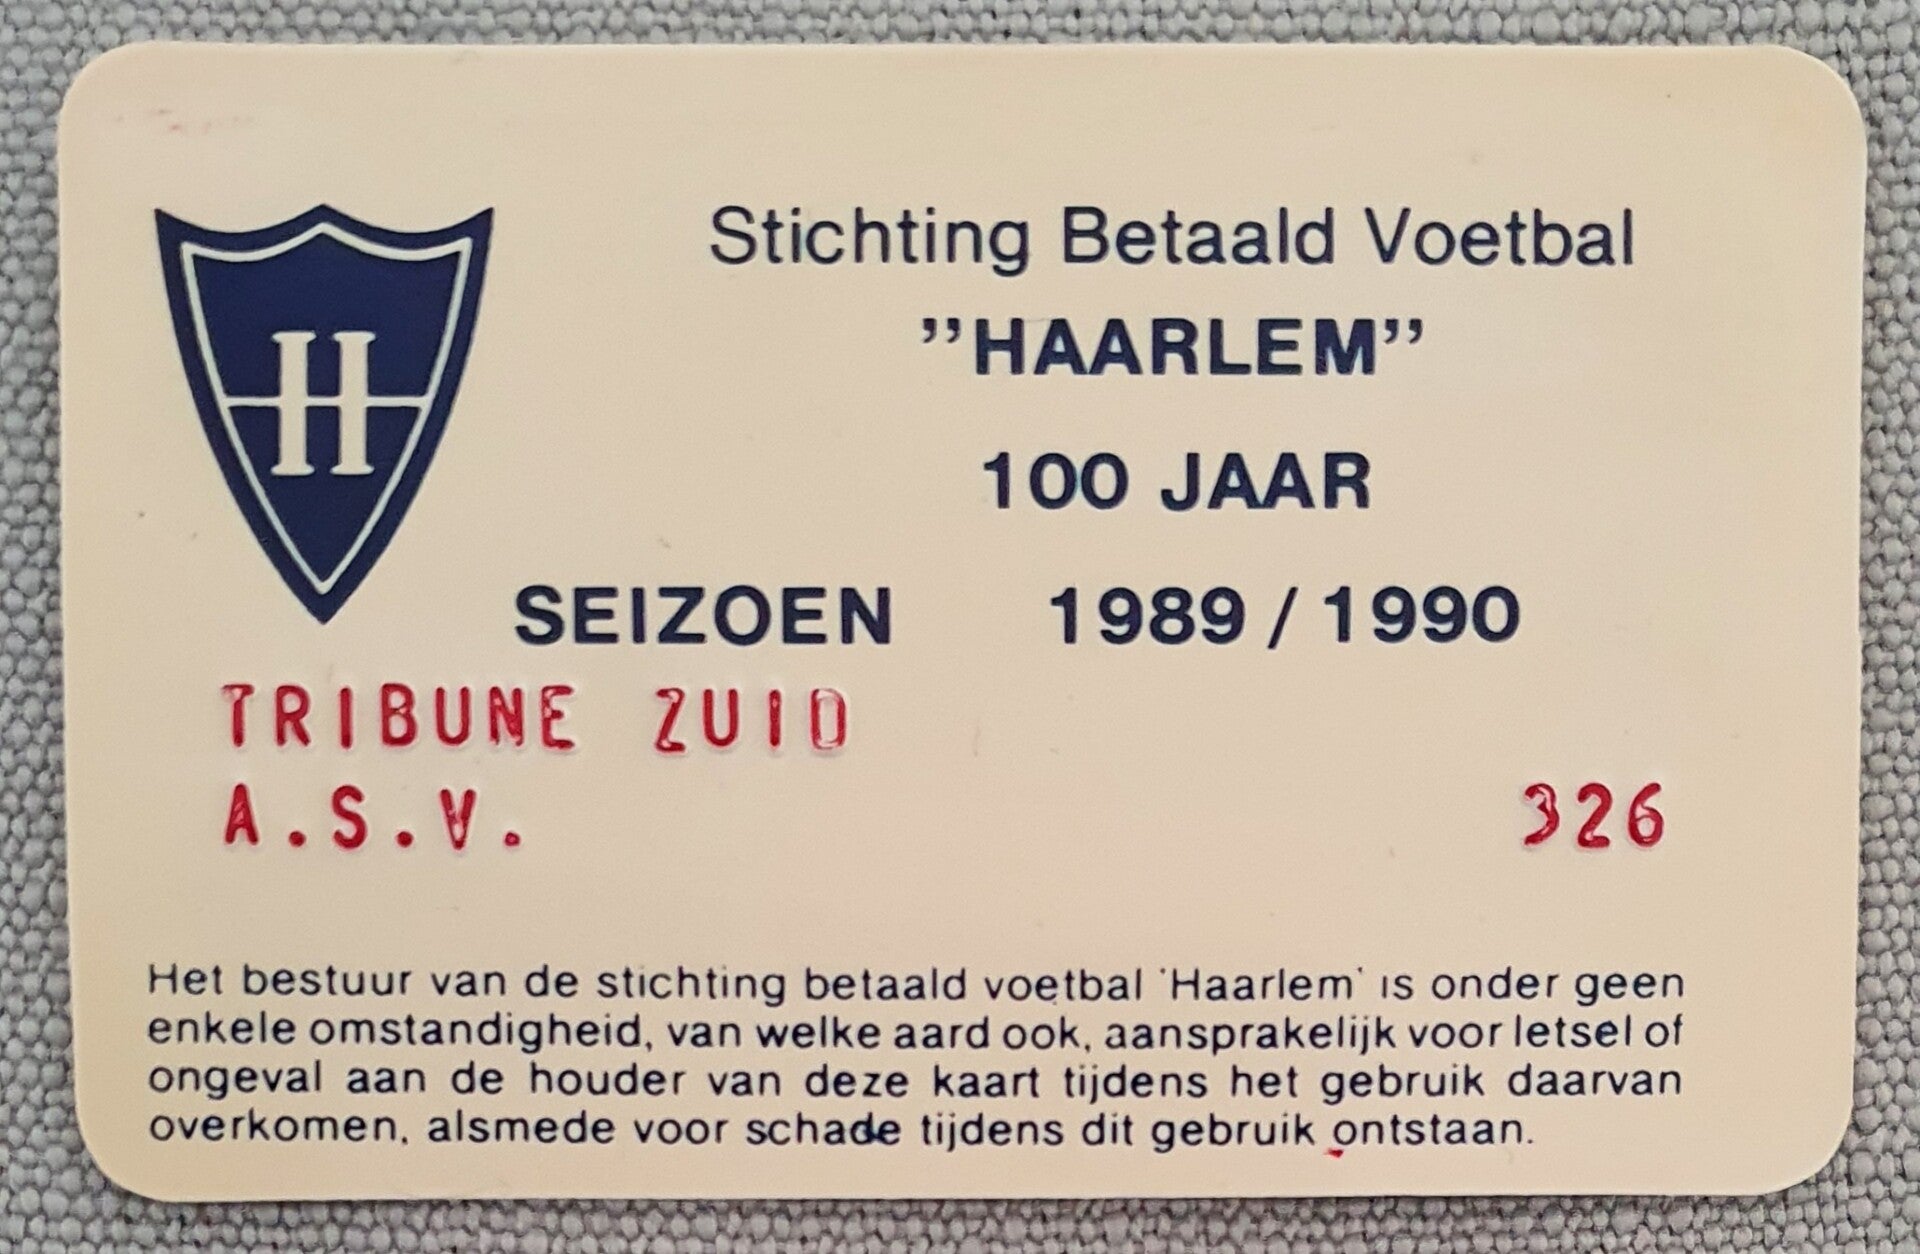 H
Stichting Betaald Voetbal
”HAARLEM”
100 JAAR
SEIZOEN 1989 / 1990
TRIBUNE ZUID
A.S.V. 326
Het bestuur van de stichting betaald voetbal 'Haarlem' is onder geen
enkele omstandigheid, van welke aard ook, aansprakelijk voor letsel of
ongeval aan de houder van deze kaart tijdens het gebruik daarvan
overkomen, alsmede voor schade tijdens dit gebruik ontstaan.